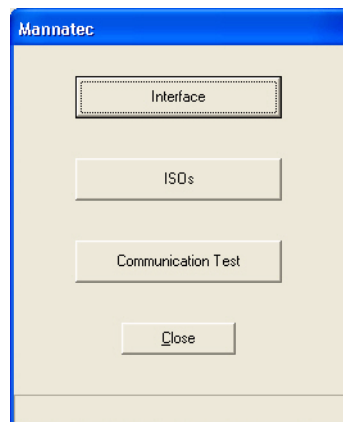 Mannatec
Interface
ISOs
Communication Test
Close